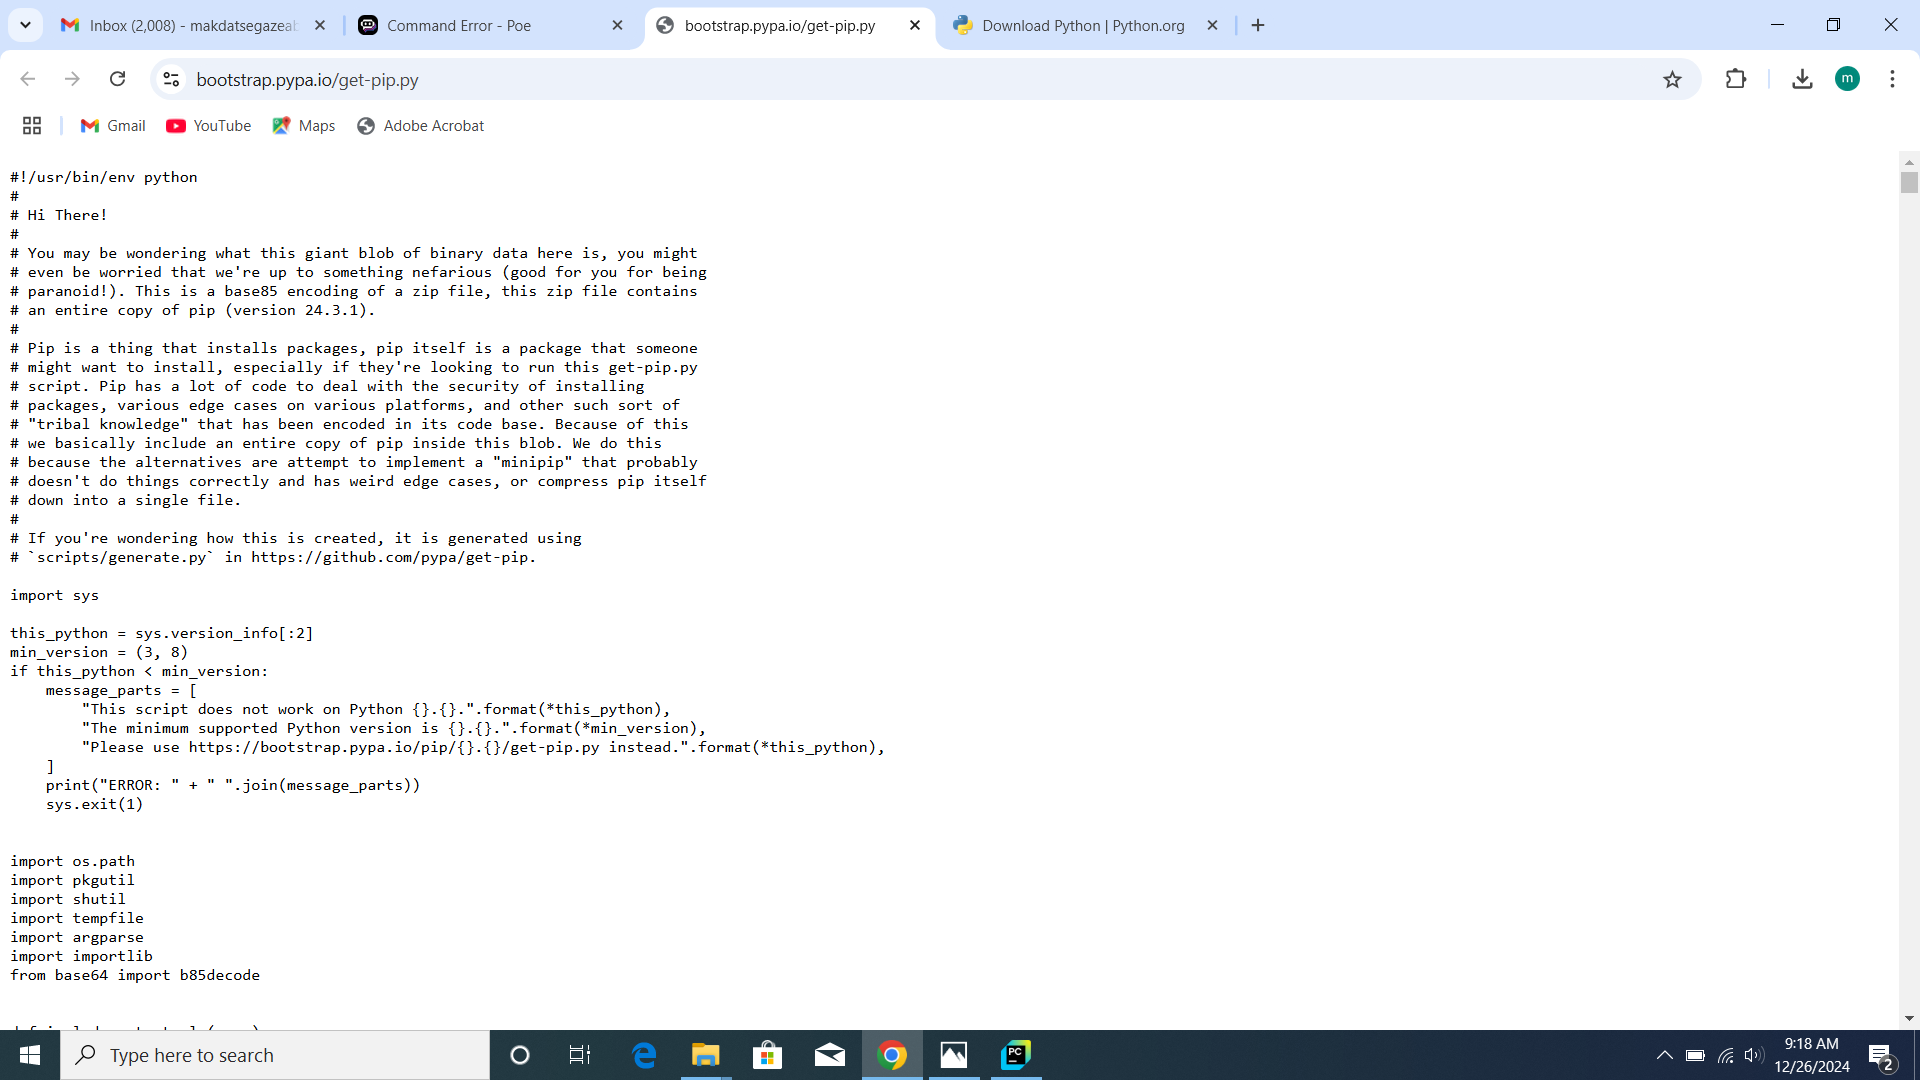 Inbox (2,008) - makdatsegazeab
Command Error - Poe
bootstrap.pypa.io/get-pip.py
Download Python | Python.org
bootstrap.pypa.io/get-pip.py
m
Gmail
YouTube
Maps
Adobe Acrobat
#!/usr/bin/env python
#
# Hi There!
#
# You may be wondering what this giant blob of binary data here is, you might
# even be worried that we're up to something nefarious (good for you for being
# paranoid!). This is a base85 encoding of a zip file, this zip file contains
# an entire copy of pip (version 24.3.1).
#
# Pip is a thing that installs packages, pip itself is a package that someone
# might want to install, especially if they're looking to run this get-pip.py
# script. Pip has a lot of code to deal with the security of installing
# packages, various edge cases on various platforms, and other such sort of
# "tribal knowledge" that has been encoded in its code base. Because of this
# we basically include an entire copy of pip inside this blob. We do this
# because the alternatives are attempt to implement a "minipip" that probably
# doesn't do things correctly and has weird edge cases, or compress pip itself
# down into a single file.
#
# If you're wondering how this is created, it is generated using
# `scripts/generate.py` in https://github.com/pypa/get-pip.
import sys
this_python = sys.version_info[:2]
min_version = (3, 8)
if this_python < min_version:
    message_parts = [
        "This script does not work on Python {}.{}.".format(*this_python),
        "The minimum supported Python version is {}.{}.".format(*min_version),
        "Please use https://bootstrap.pypa.io/pip/{}.{}/get-pip.py instead.".format(*this_python),
    ]
    print("ERROR: " + " ".join(message_parts))
    sys.exit(1)
import os.path
import pkgutil
import shutil
import tempfile
import argparse
import importlib
from base64 import b85decode
Type here to search
PC
9:18 AM
12/26/2024
2